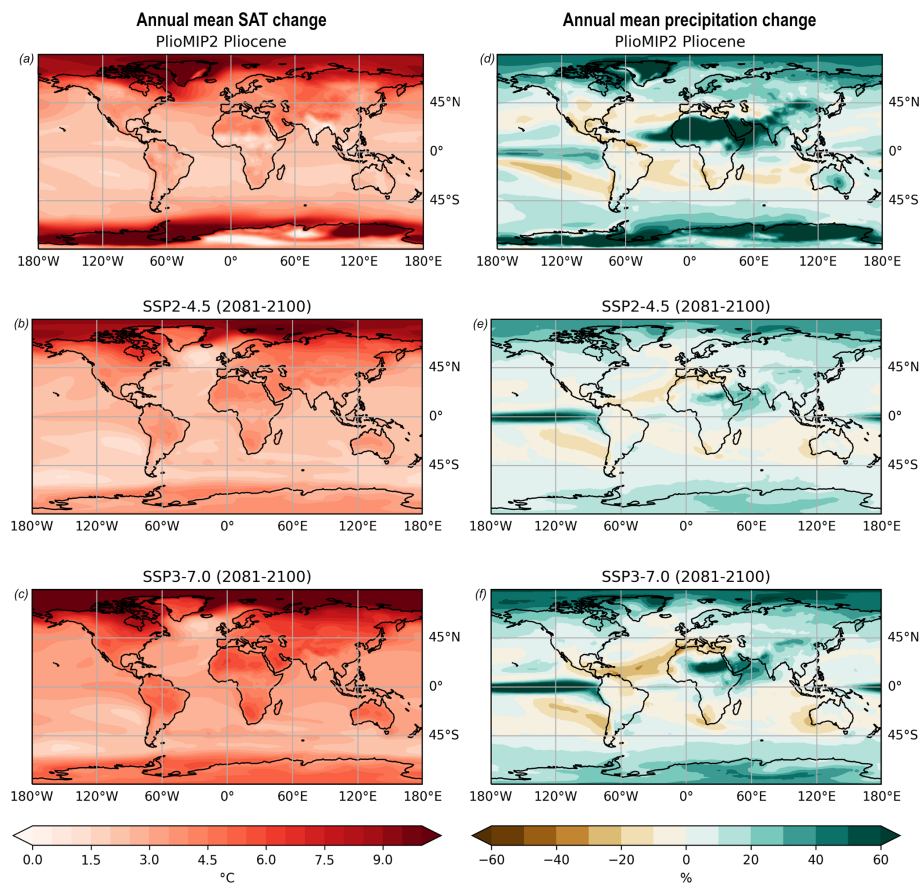 Annual mean SAT change
PlioMIP2 Pliocene
(a)
180°W 120°W 60°W 0° 60°E 120°E 180°E
45°N
0°
45°S
Annual mean precipitation change
PlioMIP2 Pliocene
(d)
180°W 120°W 60°W 0° 60°E 120°E 180°E
45°N
0°
45°S
SSP2-4.5 (2081-2100)
(b)
180°W 120°W 60°W 0° 60°E 120°E 180°E
45°N
0°
45°S
SSP2-4.5 (2081-2100)
(e)
180°W 120°W 60°W 0° 60°E 120°E 180°E
45°N
0°
45°S
SSP3-7.0 (2081-2100)
(c)
180°W 120°W 60°W 0° 60°E 120°E 180°E
45°N
0°
45°S
SSP3-7.0 (2081-2100)
(f)
180°W 120°W 60°W 0° 60°E 120°E 180°E
45°N
0°
45°S
0.0 1.5 3.0 4.5 6.0 7.5 9.0
°C
−60 −40 −20 0 20 40 60
%